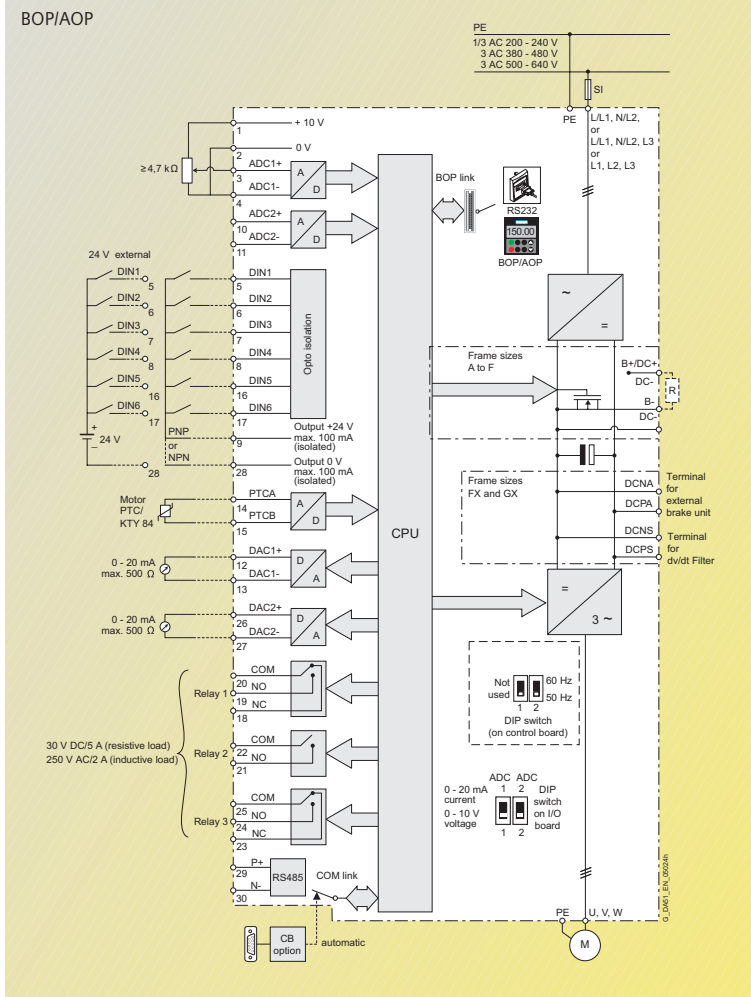 BOP/AOP
PE
1/3 AC 200 - 240 V
3 AC 380 - 480 V
3 AC 500 - 640 V
SI
PE
L/L1, N/L2,
or
L/L1, N/L2, L3
or
L1, L2, L3
+ 10 V
1
0 V
2
≥4,7 kΩ
ADC1+
3
ADC1-
4
A
D
ADC2+
10
ADC2-
11
A
D
BOP link
RS232
150.00
BOP/AOP
24 V external
DIN1
5
DIN2
6
DIN3
7
DIN4
8
DIN5
16
DIN6
17
+
24 V
–
28
PNP
or
NPN
DIN1
5
DIN2
6
DIN3
7
DIN4
8
DIN5
16
DIN6
17
Opto isolation
Output +24 V
max. 100 mA
(isolated)
9
Output 0 V
max. 100 mA
(isolated)
28
~
=
Frame sizes
A to F
B+/DC+
DC-
R
B-
DC-
Motor
PTC/
KTY 84
PTCA
14
PTCB
15
A
D
CPU
Frame sizes
FX and GX
DCNA
DCPA
Terminal
for
external
brake unit
DCNS
DCPS
Terminal
for
dv/dt Filter
0 - 20 mA
max. 500 Ω
DAC1+
12
DAC1-
13
D
A
0 - 20 mA
max. 500 Ω
DAC2+
26
DAC2-
27
D
A
=
3 ~
Not
used
60 Hz
50 Hz
1 2
DIP switch
(on control board)
30 V DC/5 A (resistive load)
250 V AC/2 A (inductive load)
Relay 1
COM
20
NO
19
NC
18
Relay 2
COM
22
NO
21
Relay 3
COM
25
NO
24
NC
23
ADC ADC
1 2
0 - 20 mA
current
0 - 10 V
voltage
1 2
DIP
switch
on I/O
board
P+
29
N-
30
RS485
COM link
CB
option
automatic
PE
U, V, W
M
G_DA51_EN_05024h